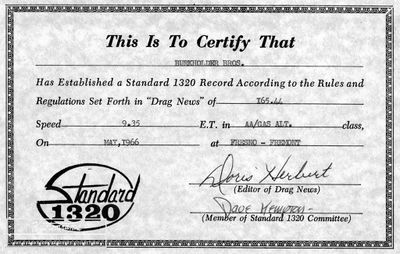 This Is To Certify That
BURKHOLDER BROS.
Has Established a Standard 1320 Record According to the Rules and
Regulations Set Forth in "Drag News" of 165.44
Speed 9.35 E.T. in AA/GAS ALT. class,
On MAY,1966 at FRESNO - FREMONT
Doris Herbert
(Editor of Drag News)
Standard
1320
(Member of Standard 1320 Committee)